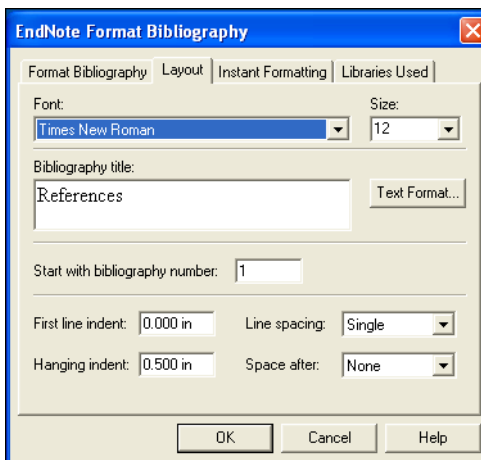 EndNote Format Bibliography
Format Bibliography Layout Instant Formatting Libraries Used
Font: Size:
Times New Roman 12
Bibliography title:
References Text Format...
Start with bibliography number: 1
First line indent: 0.000 in Line spacing: Single
Hanging indent: 0.500 in Space after: None
OK Cancel Help